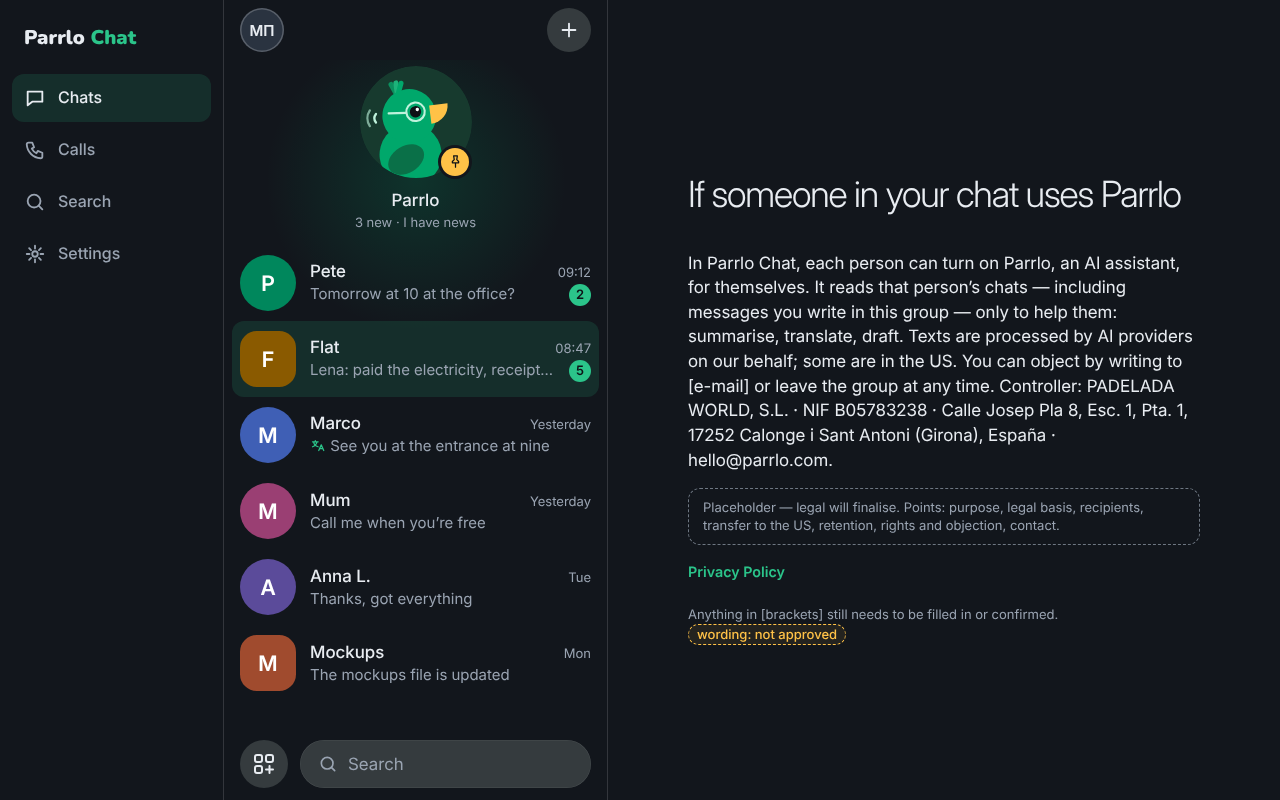 Parrlo Chat
Chats
Calls
Search
Settings
МП
Parrlo
3 new · I have news
P
Pete
09:12
Tomorrow at 10 at the office?
2
F
Flat
08:47
Lena: paid the electricity, receipt…
5
M
Marco
Yesterday
See you at the entrance at nine
M
Mum
Yesterday
Call me when you’re free
A
Anna L.
Tue
Thanks, got everything
M
Mockups
Mon
The mockups file is updated
Search
If someone in your chat uses Parrlo
In Parrlo Chat, each person can turn on Parrlo, an AI assistant,
for themselves. It reads that person’s chats — including
messages you write in this group — only to help them:
summarise, translate, draft. Texts are processed by AI providers
on our behalf; some are in the US. You can object by writing to
[e-mail] or leave the group at any time. Controller: PADELADA
WORLD, S.L. · NIF B05783238 · Calle Josep Pla 8, Esc. 1, Pta. 1,
17252 Calonge i Sant Antoni (Girona), España ·
hello@parrlo.com.
Placeholder — legal will finalise. Points: purpose, legal basis, recipients,
transfer to the US, retention, rights and objection, contact.
Privacy Policy
Anything in [brackets] still needs to be filled in or confirmed.
wording: not approved